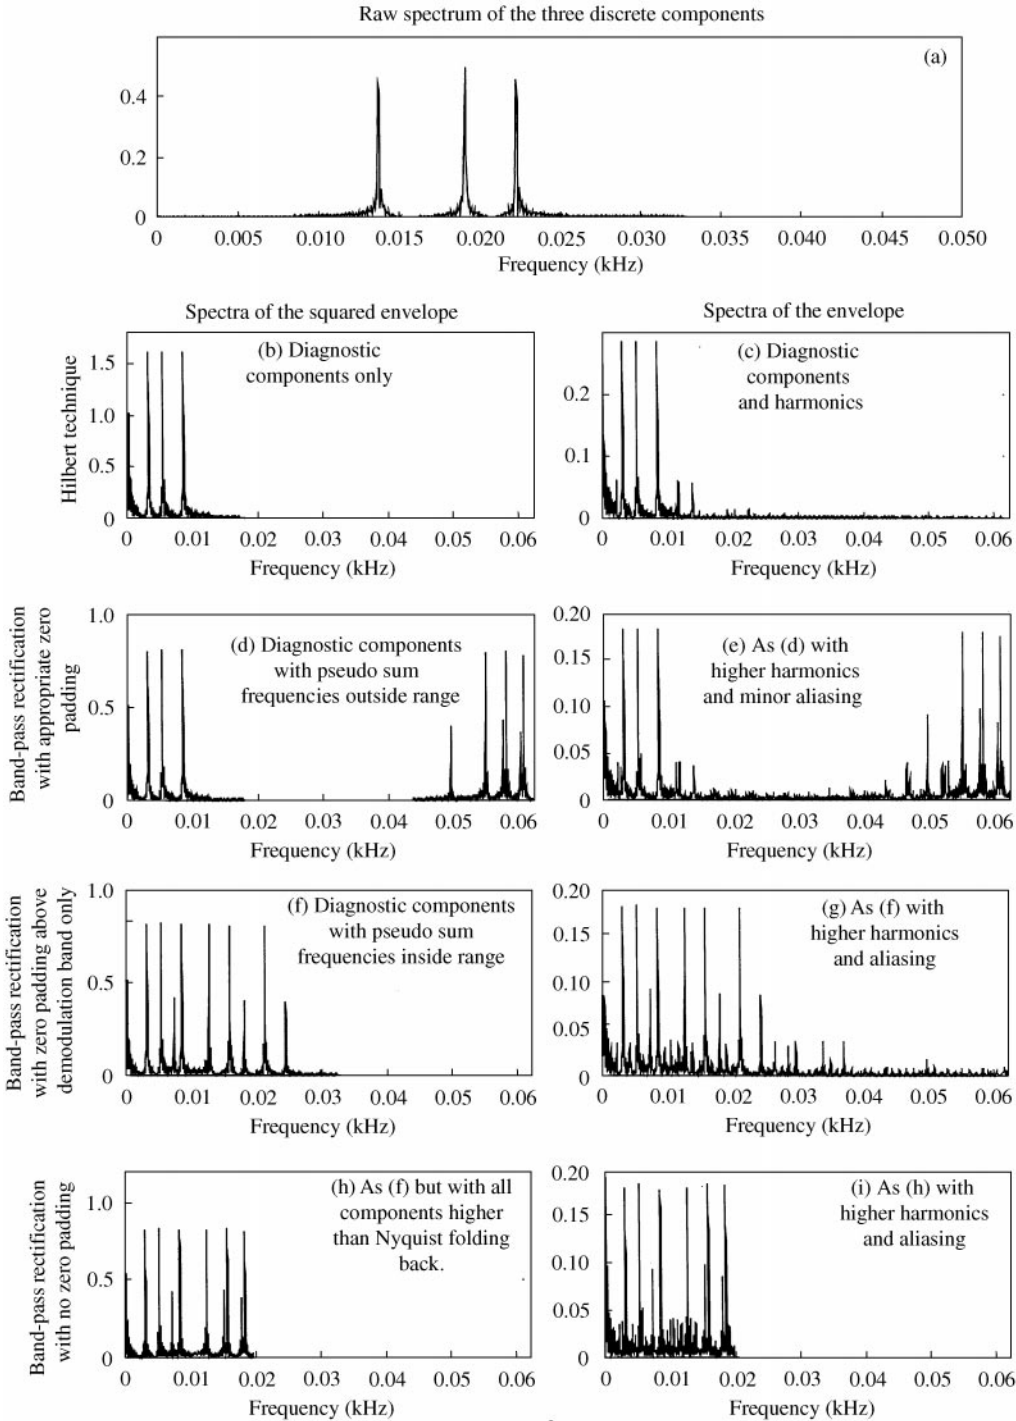 Raw spectrum of the three discrete components
(a)
0.4
0.2
0
0 0.005 0.010 0.015 0.020 0.025 0.030 0.035 0.040 0.045 0.050
Frequency (kHz)
Spectra of the squared envelope
Spectra of the envelope
Hilbert technique
1.5
1.0
0.5
0
(b) Diagnostic
components only
0 0.01 0.02 0.03 0.04 0.05 0.06
Frequency (kHz)
0.2
0.1
0
(c) Diagnostic
components
and harmonics
0 0.01 0.02 0.03 0.04 0.05 0.06
Frequency (kHz)
Band-pass rectification
with appropriate zero
padding
1.0
0.5
0
(d) Diagnostic components
with pseudo sum
frequencies outside range
0 0.01 0.02 0.03 0.04 0.05 0.06
Frequency (kHz)
0.20
0.15
0.10
0.05
0
(e) As (d) with
higher harmonics
and minor aliasing
0 0.01 0.02 0.03 0.04 0.05 0.06
Frequency (kHz)
Band-pass rectification
with zero padding above
demodulation band only
1.0
0.5
0
(f) Diagnostic components
with pseudo sum
frequencies inside range
0 0.01 0.02 0.03 0.04 0.05 0.06
Frequency (kHz)
0.20
0.15
0.10
0.05
0
(g) As (f) with
higher harmonics
and aliasing
0 0.01 0.02 0.03 0.04 0.05 0.06
Frequency (kHz)
Band-pass rectification
with no zero padding
1.0
0.5
0
(h) As (f) but with all
components higher
than Nyquist folding
back.
0 0.01 0.02 0.03 0.04 0.05 0.06
Frequency (kHz)
0.20
0.15
0.10
0.05
0
(i) As (h) with
higher harmonics
and aliasing
0 0.01 0.02 0.03 0.04 0.05 0.06
Frequency (kHz)